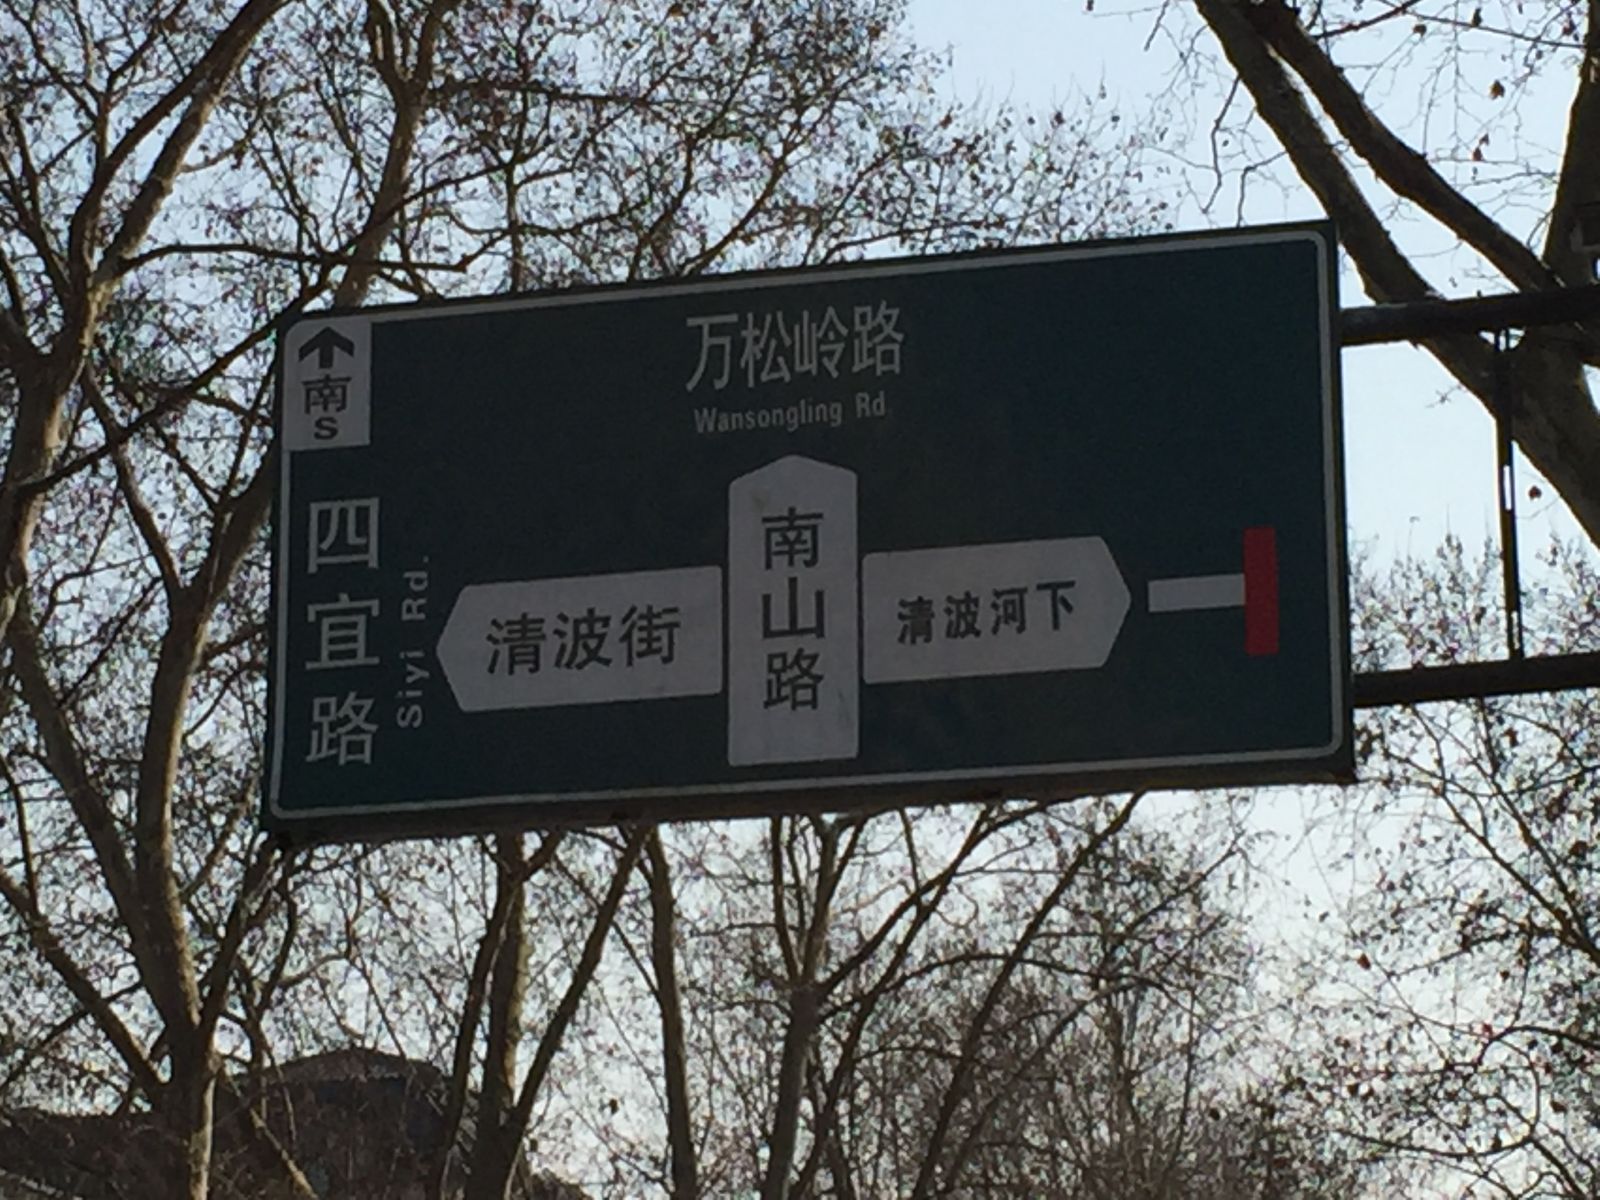 南
S
万松岭路
Wansongling Rd
四宜路
Siyi Rd.
清波街
南山路
清波河下